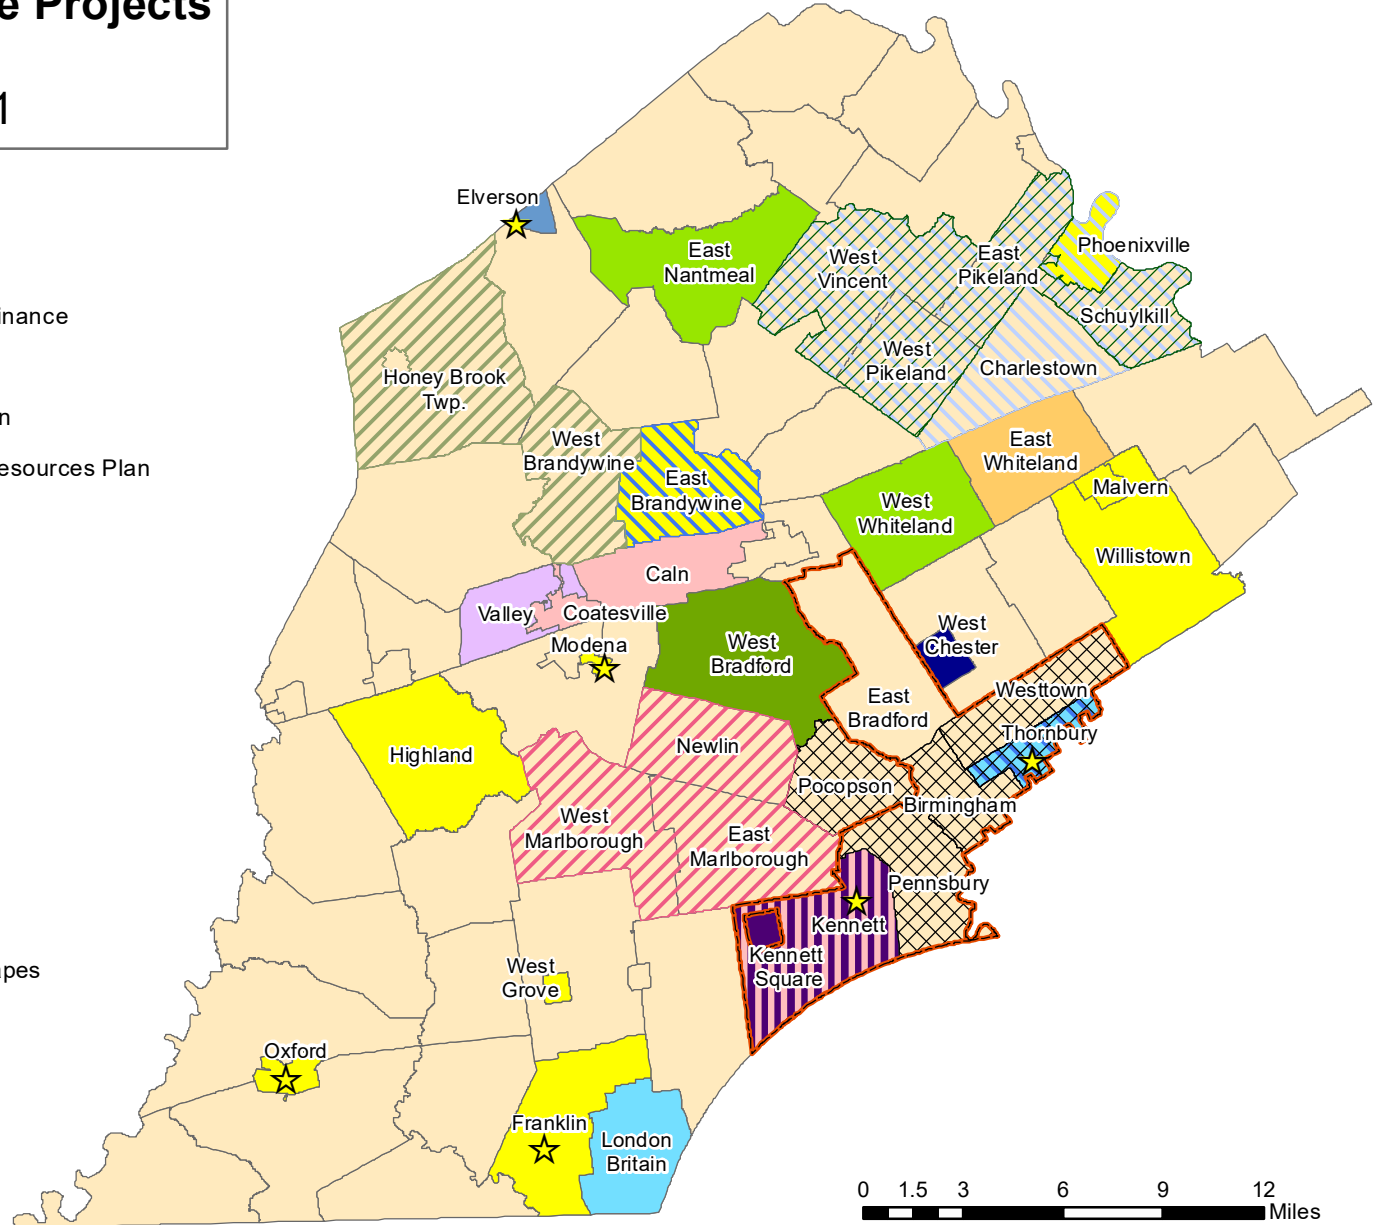 e Projects
1
inance
n
esources Plan
apes
Elverson
East
Nantmeal
West
Vincent
East
Pikeland
Phoenixville
Schuylkill
West
Pikeland
Charlestown
Honey Brook
Twp.
West
Brandywine
East
Brandywine
East
Whiteland
Malvern
West
Whiteland
Willistown
Caln
Valley
Coatesville
Modena
West
Bradford
West
Chester
East
Bradford
Westtown
Thornbury
Highland
Newlin
Pocopson
Birmingham
West
Marlborough
East
Marlborough
Pennsbury
Kennett
Kennett
Square
West
Grove
Oxford
Franklin
London
Britain
0 1.5 3 6 9 12
Miles